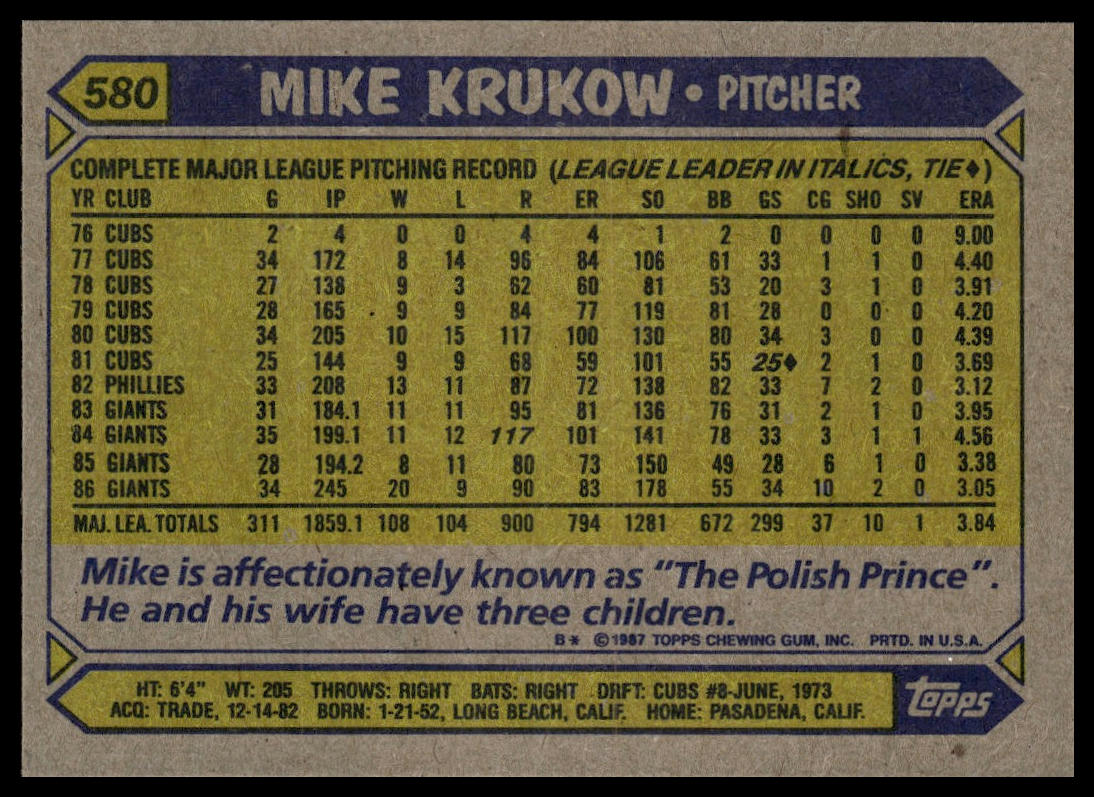 580 MIKE KRUKOW • PITCHER
COMPLETE MAJOR LEAGUE PITCHING RECORD (LEAGUE LEADER IN ITALICS, TIE♦)
YR CLUB G IP W L R ER SO BB GS CG SHO SV ERA
76 CUBS 2 4 0 0 4 4 1 2 0 0 0 0 9.00
77 CUBS 34 172 8 14 96 84 106 61 33 1 1 0 4.40
78 CUBS 27 138 9 3 62 60 81 53 20 3 1 0 3.91
79 CUBS 28 165 9 9 84 77 119 81 28 0 0 0 4.20
80 CUBS 34 205 10 15 117 100 130 80 34 3 0 0 4.39
81 CUBS 25 144 9 9 68 59 101 55 25♦ 2 1 0 3.69
82 PHILLIES 33 208 13 11 87 72 138 82 33 7 2 0 3.12
83 GIANTS 31 184.1 11 11 95 81 136 76 31 2 1 0 3.95
84 GIANTS 35 199.1 11 12 117 101 141 78 33 3 1 1 4.56
85 GIANTS 28 194.2 8 11 80 73 150 49 28 6 1 0 3.38
86 GIANTS 34 245 20 9 90 83 178 55 34 10 2 0 3.05
MAJ. LEA. TOTALS 311 1859.1 108 104 900 794 1281 672 299 37 10 1 3.84
Mike is affectionately known as "The Polish Prince".
He and his wife have three children.
B* ©1987 TOPPS CHEWING GUM, INC. PRTD. IN U.S.A.
HT: 6'4" WT: 205 THROWS: RIGHT BATS: RIGHT DRFT: CUBS #8-JUNE, 1973
ACQ: TRADE, 12-14-82 BORN: 1-21-52, LONG BEACH, CALIF. HOME: PASADENA, CALIF.
topps